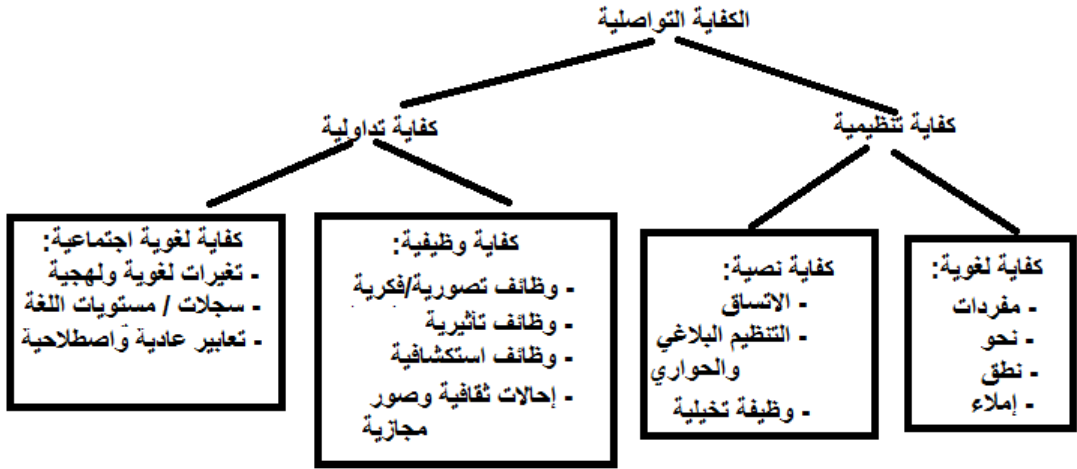 الكفاية التواصلية
كفاية تنظيمية
كفاية تداولية
كفاية لغوية:
- مفردات
- نحو
- نطق
- إملاء
كفاية نصية:
- الاتساق
- التنظيم البلاغي
والحواري
- وظيفة تخيلية
كفاية وظيفية:
- وظائف تصورية/فكرية
- وظائف تأثيرية
- وظائف استكشافية
- إحالات ثقافية وصور
مجازية
كفاية لغوية اجتماعية:
- تغيرات لغوية ولهجية
- سجلات / مستويات اللغة
- تعابير عادية واصطلاحية